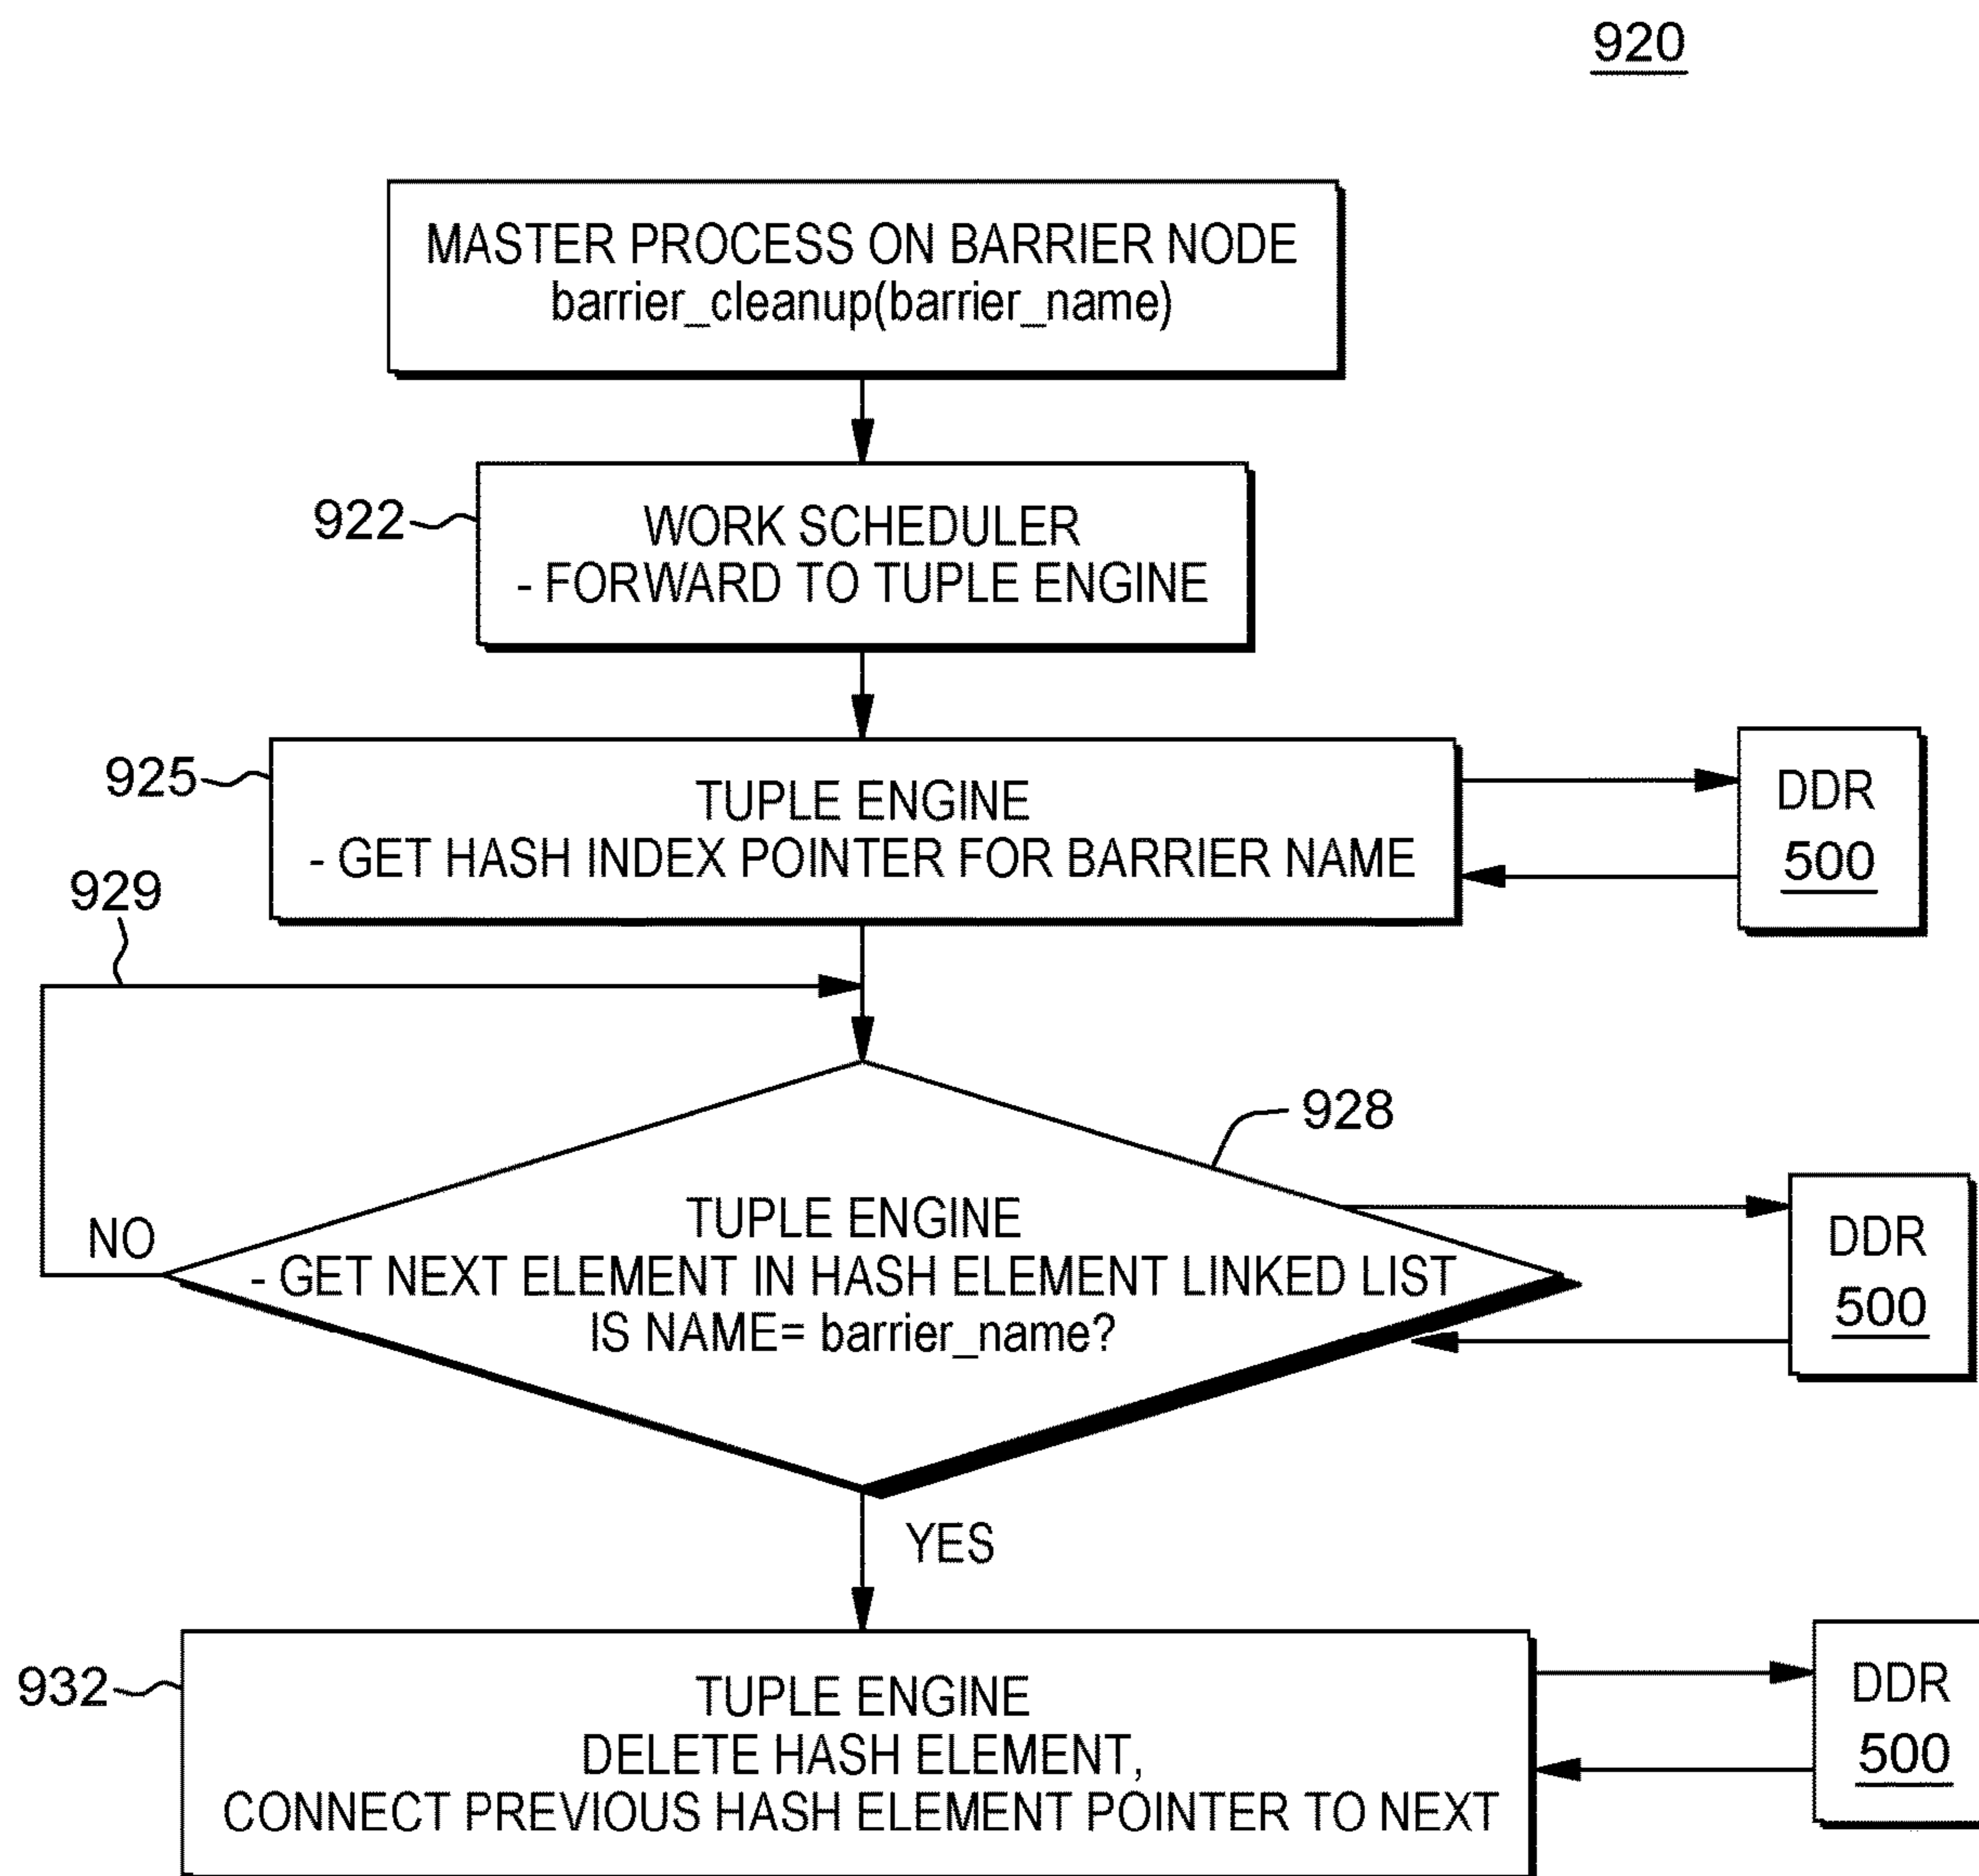 920
MASTER PROCESS ON BARRIER NODE
barrier_cleanup(barrier_name)
922
WORK SCHEDULER
- FORWARD TO TUPLE ENGINE
925
TUPLE ENGINE
- GET HASH INDEX POINTER FOR BARRIER NAME
DDR
500
929
928
NO
TUPLE ENGINE
- GET NEXT ELEMENT IN HASH ELEMENT LINKED LIST
IS NAME= barrier_name?
DDR
500
YES
932
TUPLE ENGINE
DELETE HASH ELEMENT,
CONNECT PREVIOUS HASH ELEMENT POINTER TO NEXT
DDR
500